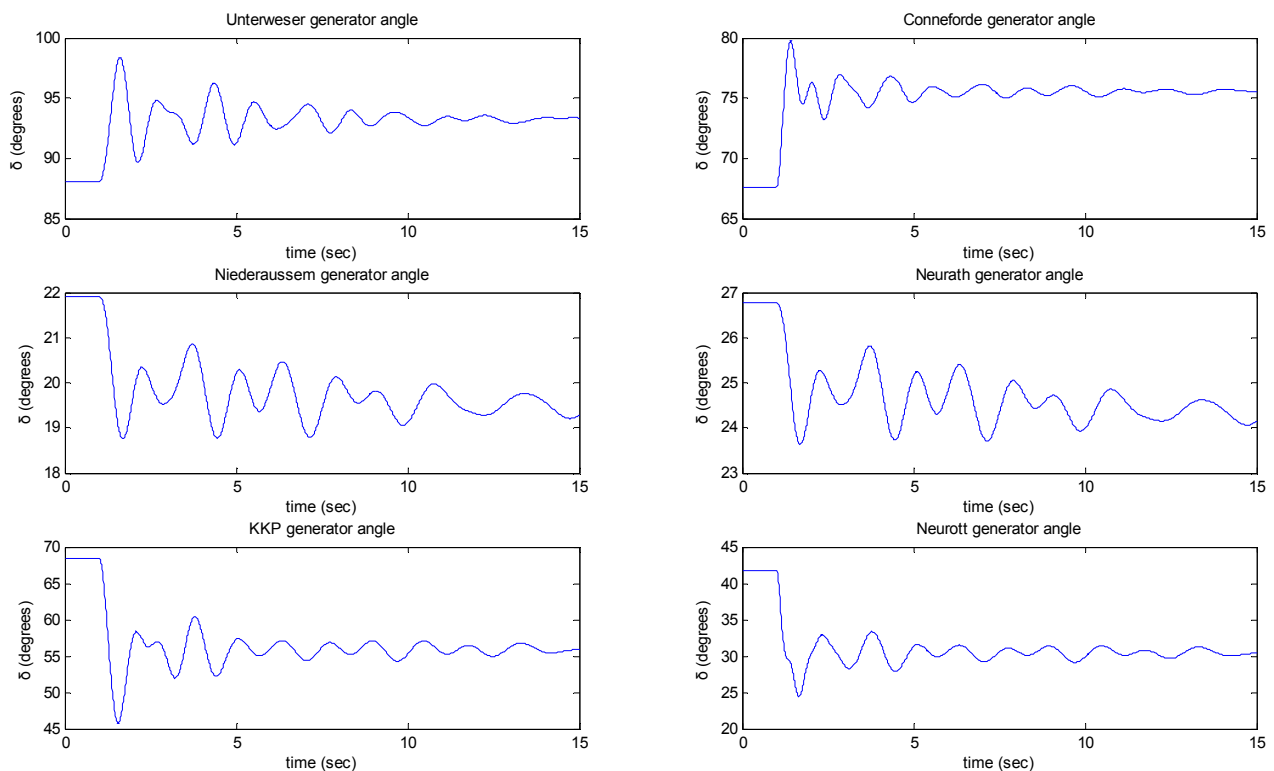 Unterweser generator angle
100
95
90
85
δ (degrees)
0 5 10 15
time (sec)
Conneforde generator angle
80
75
70
65
δ (degrees)
0 5 10 15
time (sec)
Niederaussem generator angle
22
21
20
19
18
δ (degrees)
0 5 10 15
time (sec)
Neurath generator angle
27
26
25
24
23
δ (degrees)
0 5 10 15
time (sec)
KKP generator angle
70
65
60
55
50
45
δ (degrees)
0 5 10 15
time (sec)
Neurott generator angle
45
40
35
30
25
20
δ (degrees)
0 5 10 15
time (sec)